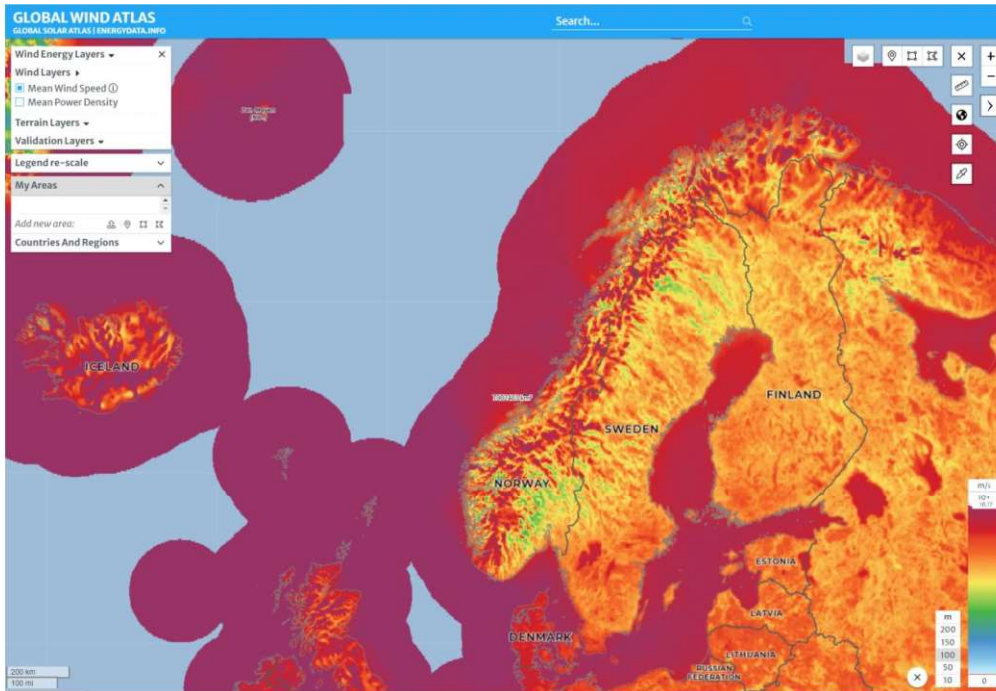 GLOBAL WIND ATLAS
GLOBAL SOLAR ATLAS | ENERGYDATA.INFO
Search...
Wind Energy Layers
Wind Layers
Mean Wind Speed
Mean Power Density
Terrain Layers
Validation Layers
Legend re-scale
My Areas
Add new area:
Countries And Regions
ICELAND
NORWAY
SWEDEN
FINLAND
ESTONIA
LATVIA
DENMARK
LITHUANIA
RUSSIAN
FEDERATION
m/s
0
m
200
150
100
50
10
200 km
100 mi